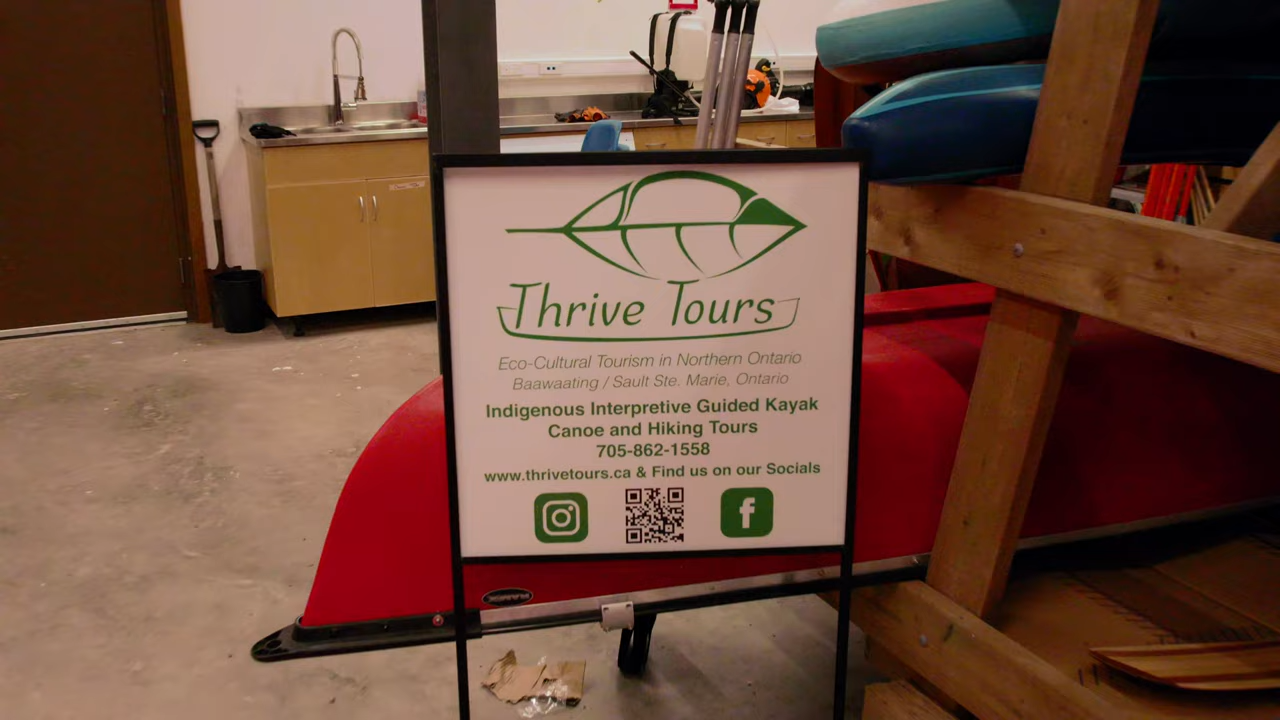 Thrive Tours
Eco-Cultural Tourism in Northern Ontario
Baawaating / Sault Ste. Marie, Ontario
Indigenous Interpretive Guided Kayak
Canoe and Hiking Tours
705-862-1558
www.thrivetours.ca & Find us on our Socials
f